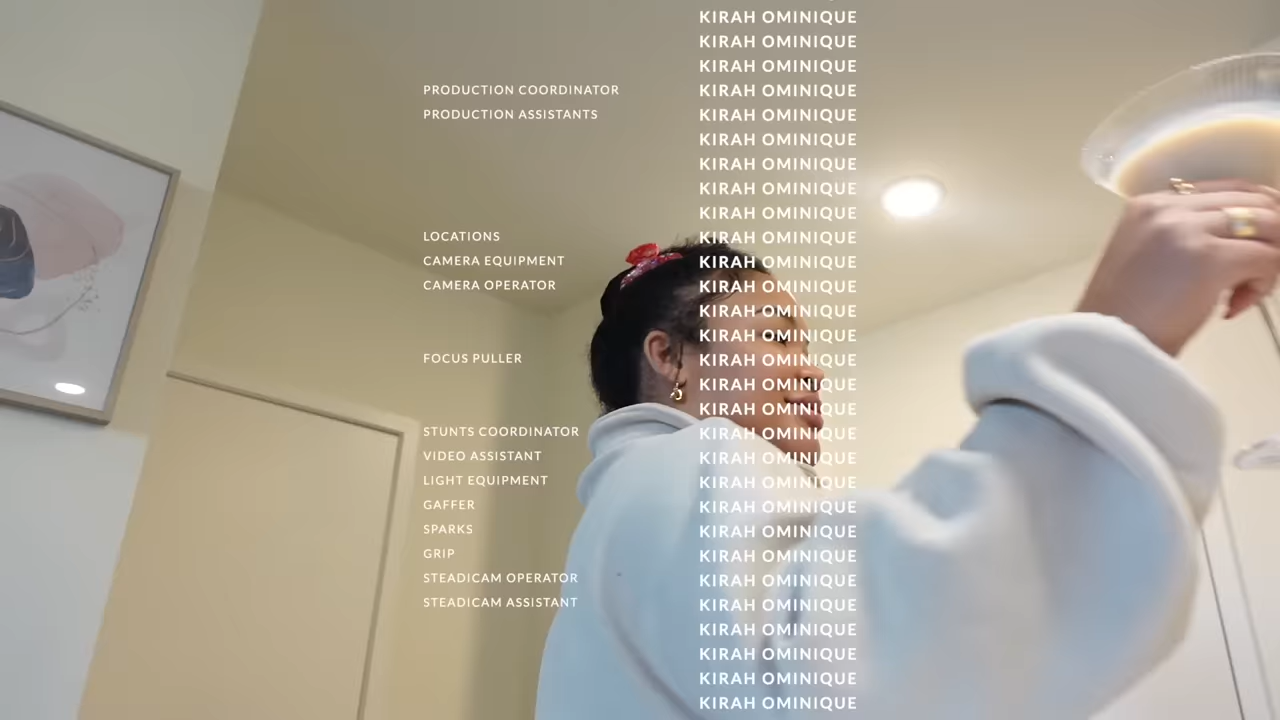 KIRAH OMINIQUE
KIRAH OMINIQUE
KIRAH OMINIQUE
PRODUCTION COORDINATOR KIRAH OMINIQUE
PRODUCTION ASSISTANTS KIRAH OMINIQUE
KIRAH OMINIQUE
KIRAH OMINIQUE
KIRAH OMINIQUE
KIRAH OMINIQUE
LOCATIONS KIRAH OMINIQUE
CAMERA EQUIPMENT KIRAH OMINIQUE
CAMERA OPERATOR KIRAH OMINIQUE
KIRAH OMINIQUE
KIRAH OMINIQUE
FOCUS PULLER KIRAH OMINIQUE
KIRAH OMINIQUE
KIRAH OMINIQUE
STUNTS COORDINATOR KIRAH OMINIQUE
VIDEO ASSISTANT KIRAH OMINIQUE
LIGHT EQUIPMENT KIRAH OMINIQUE
GAFFER KIRAH OMINIQUE
SPARKS KIRAH OMINIQUE
GRIP KIRAH OMINIQUE
STEADICAM OPERATOR KIRAH OMINIQUE
STEADICAM ASSISTANT KIRAH OMINIQUE
KIRAH OMINIQUE
KIRAH OMINIQUE
KIRAH OMINIQUE
KIRAH OMINIQUE